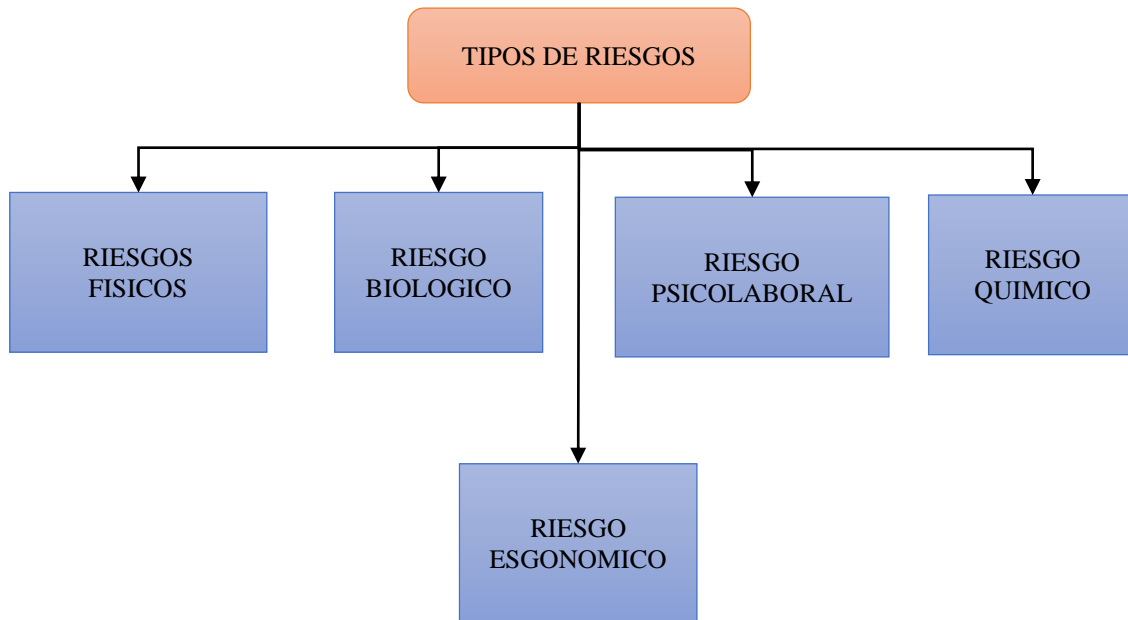 TIPOS DE RIESGOS
RIESGOS
FISICOS
RIESGO
BIOLOGICO
RIESGO
PSICOLABORAL
RIESGO
QUIMICO
RIESGO
ESGONOMICO